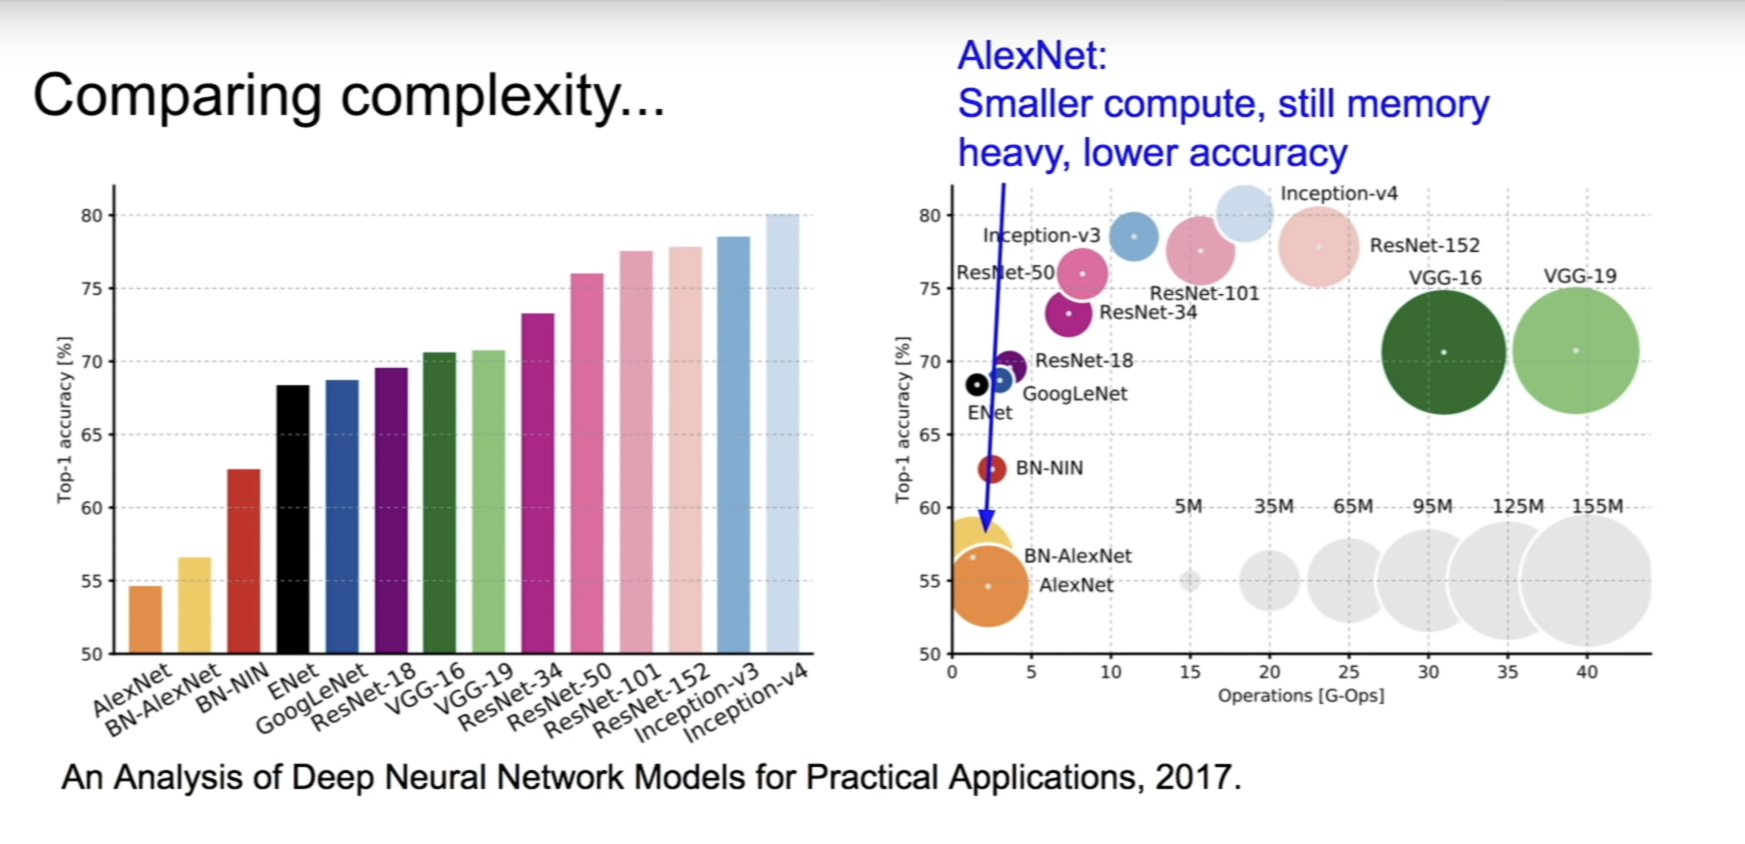 Comparing complexity...
AlexNet:
Smaller compute, still memory
heavy, lower accuracy
Top-1 accuracy [%]
80
75
70
65
60
55
50
AlexNet
BN-AlexNet
BN-NIN
ENet
GoogLeNet
ResNet-18
VGG-16
VGG-19
ResNet-34
ResNet-50
ResNet-101
ResNet-152
Inception-v3
Inception-v4
Top-1 accuracy [%]
80
75
70
65
60
55
50
Inception-v4
Inception-v3
ResNet-152
ResNet-50
VGG-16
VGG-19
ResNet-101
ResNet-34
ResNet-18
GoogLeNet
ENet
BN-NIN
5M
35M
65M
95M
125M
155M
BN-AlexNet
AlexNet
0
5
10
15
20
25
30
35
40
Operations [G-Ops]
An Analysis of Deep Neural Network Models for Practical Applications, 2017.